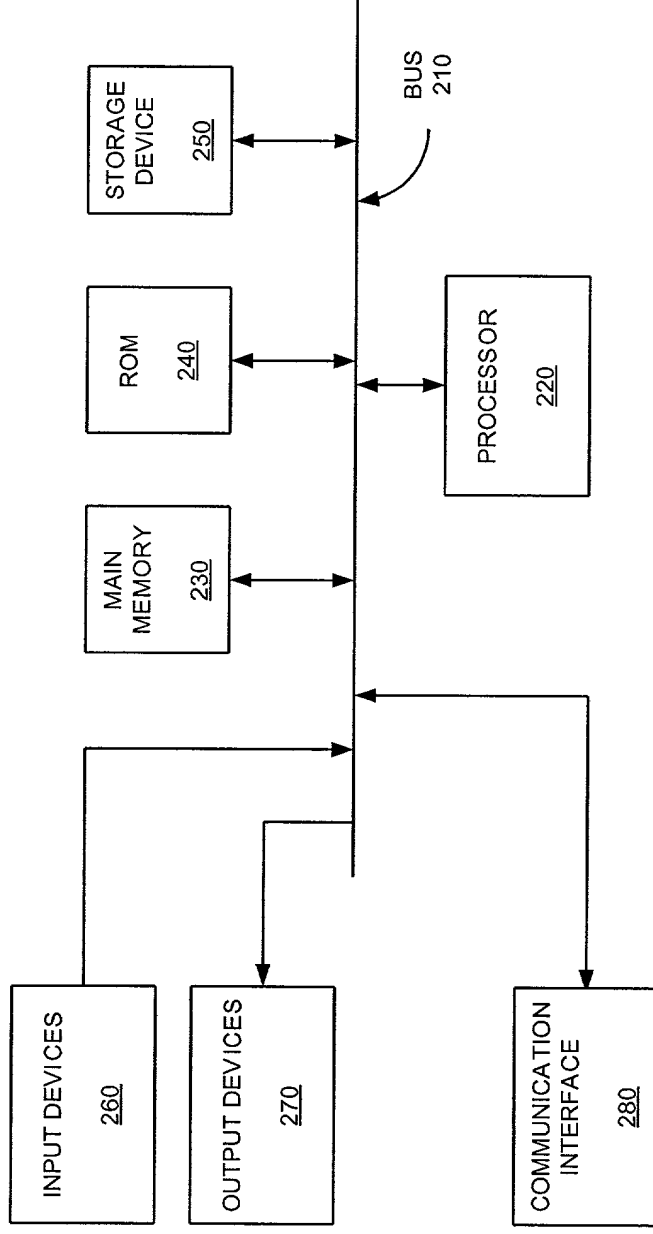 INPUT DEVICES
260
OUTPUT DEVICES
270
COMMUNICATION
INTERFACE
280
MAIN
MEMORY
230
ROM
240
STORAGE
DEVICE
250
PROCESSOR
220
BUS
210